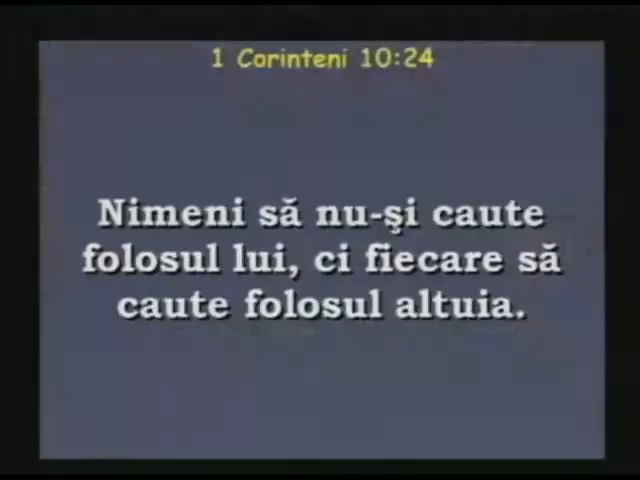 1 Corinteni 10:24
Nimeni să nu-şi caute
folosul lui, ci fiecare să
caute folosul altuia.